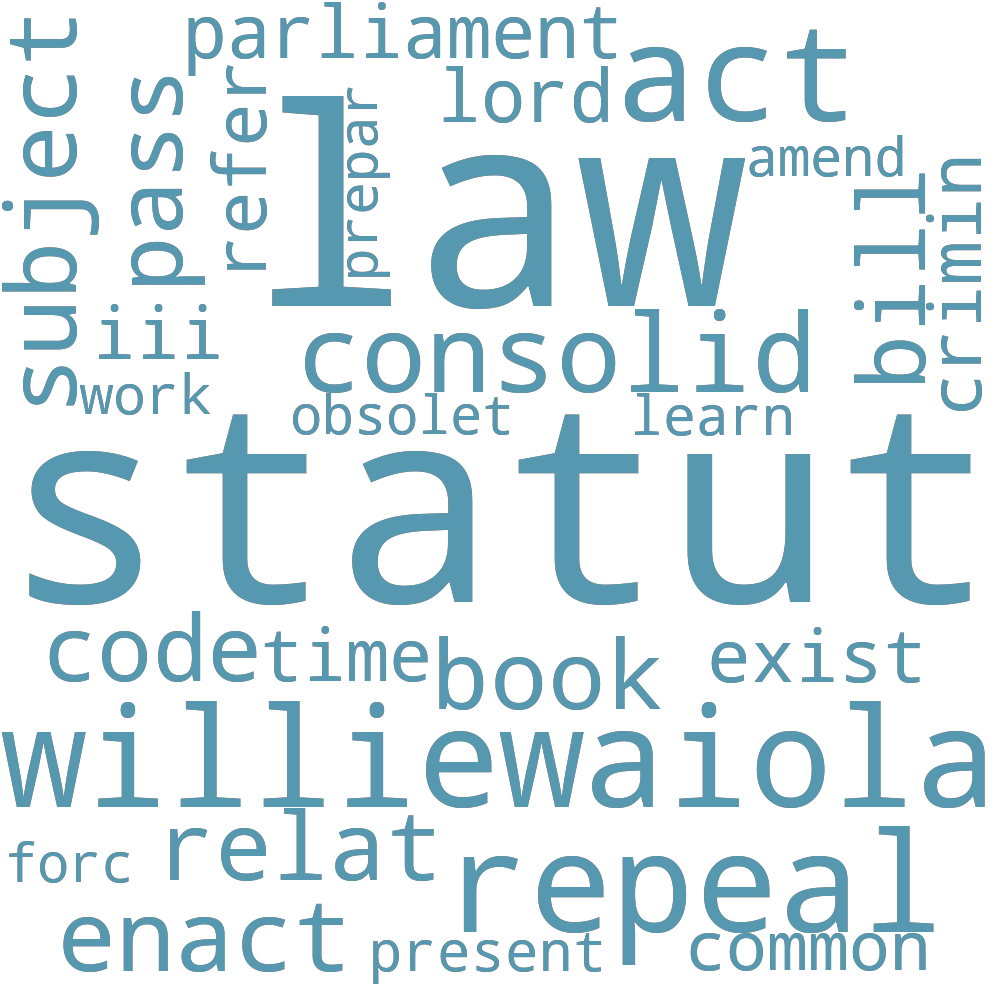 parliament
subject
pass
refer
prepar
lord
act
law
amend
bill
crimin
iii
work
consolid
obsolet
learn
statut
code
time
book
exist
williewaiola
forc
relat
repeal
enact
present
common